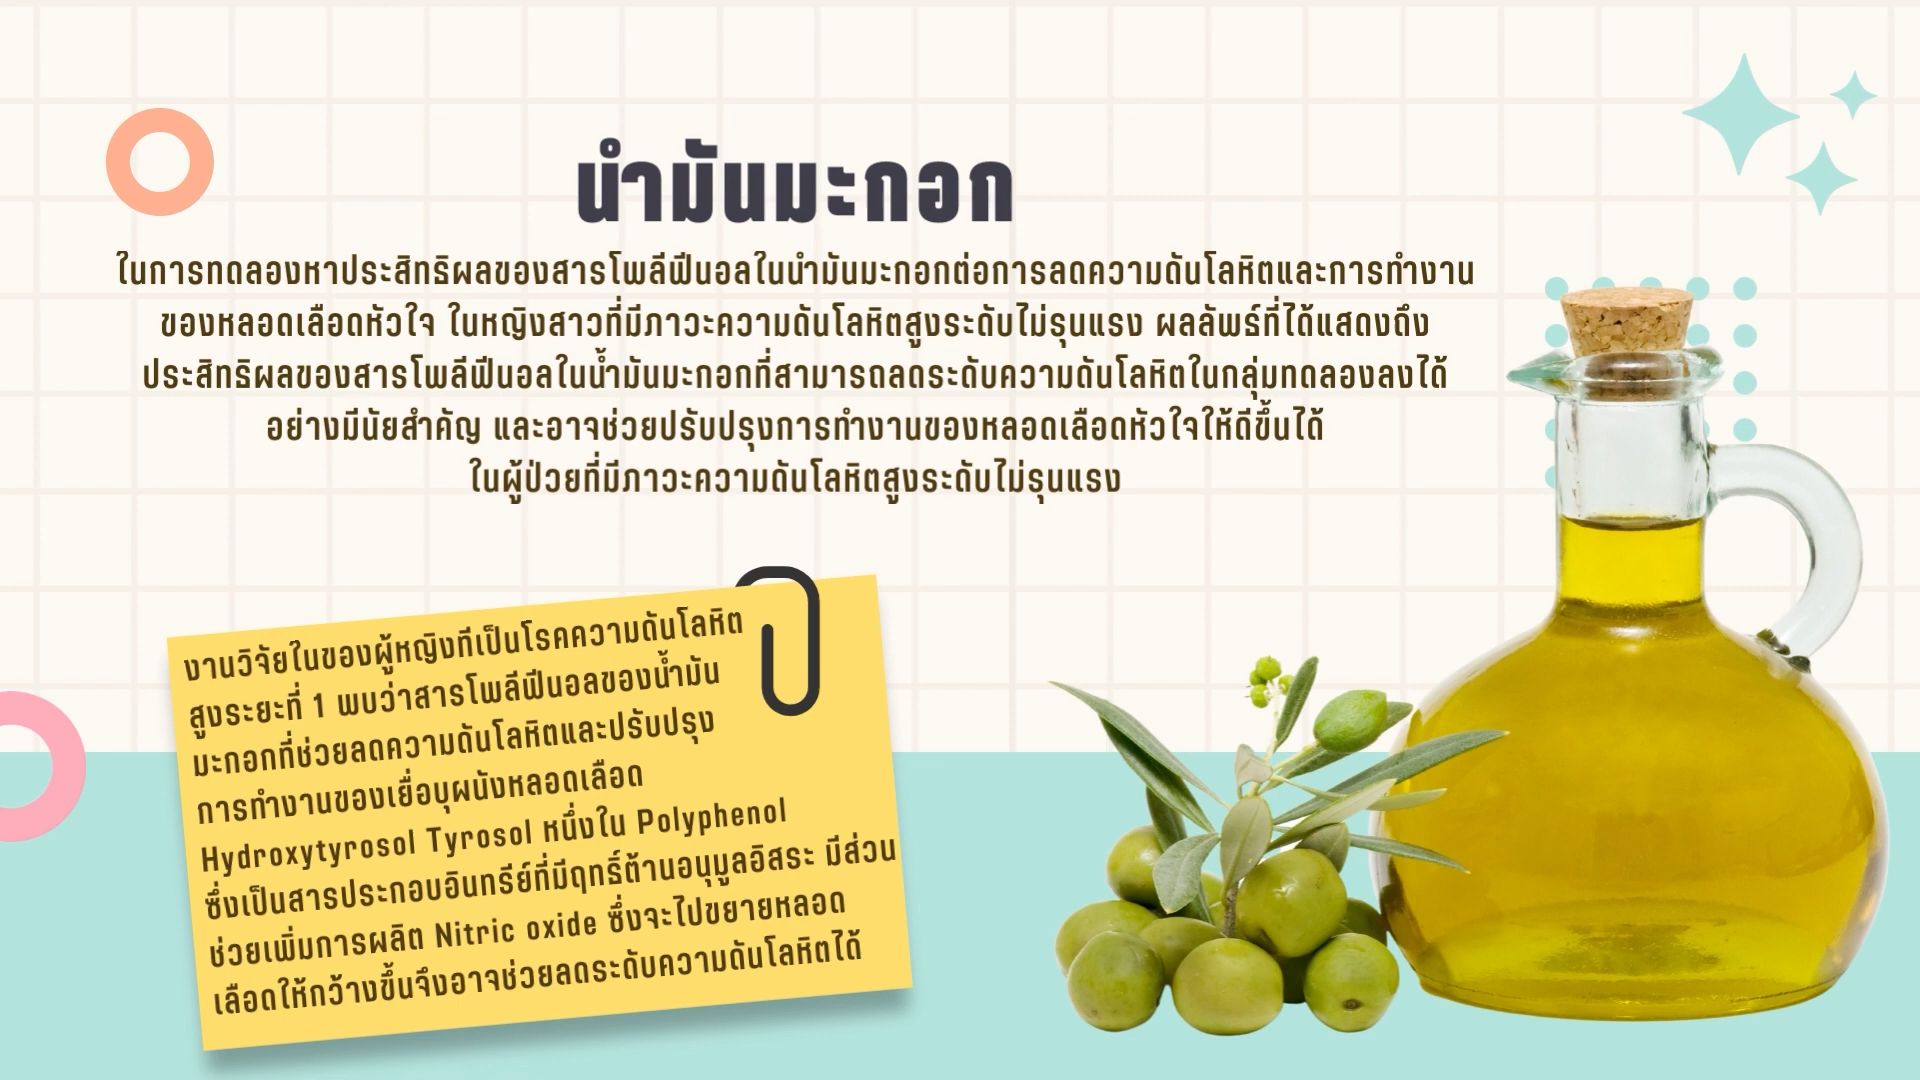 นํามันมะกอก
ในการทดลองหาประสิทธิผลของสารโพลีฟีนอลในนํามันมะกอกต่อการลดความดันโลหิตและการทํางาน
ของหลอดเลือดหัวใจ ในหญิงสาวที่มีภาวะความดันโลหิตสูงระดับไม่รุนแรง ผลลัพธ์ที่ได้แสดงถึง
ประสิทธิผลของสารโพลีฟีนอลในน้ำมันมะกอกที่สามารถลดระดับความดันโลหิตในกลุ่มทดลองลงได้
อย่างมีนัยสําคัญ และอาจช่วยปรับปรุงการทํางานของหลอดเลือดหัวใจให้ดีขึ้นได้
ในผู้ป่วยที่มีภาวะความดันโลหิตสูงระดับไม่รุนแรง
งานวิจัยในของผู้หญิงทีเป็นโรคความดันโลหิต
สูงระยะที่ 1 พบว่าสารโพลีฟีนอลของน้ำมัน
มะกอกที่ช่วยลดความดันโลหิตและปรับปรุง
การทำงานของเยื่อบุผนังหลอดเลือด
Hydroxytyrosol Tyrosol หนึ่งใน Polyphenol
ซึ่งเป็นสารประกอบอินทรีย์ที่มีฤทธิ์ต้านอนุมูลอิสระ มีส่วน
ช่วยเพิ่มการผลิต Nitric oxide ซึ่งจะไปขยายหลอด
เลือดให้กว้างขึ้นจึงอาจช่วยลดระดับความดันโลหิตได้